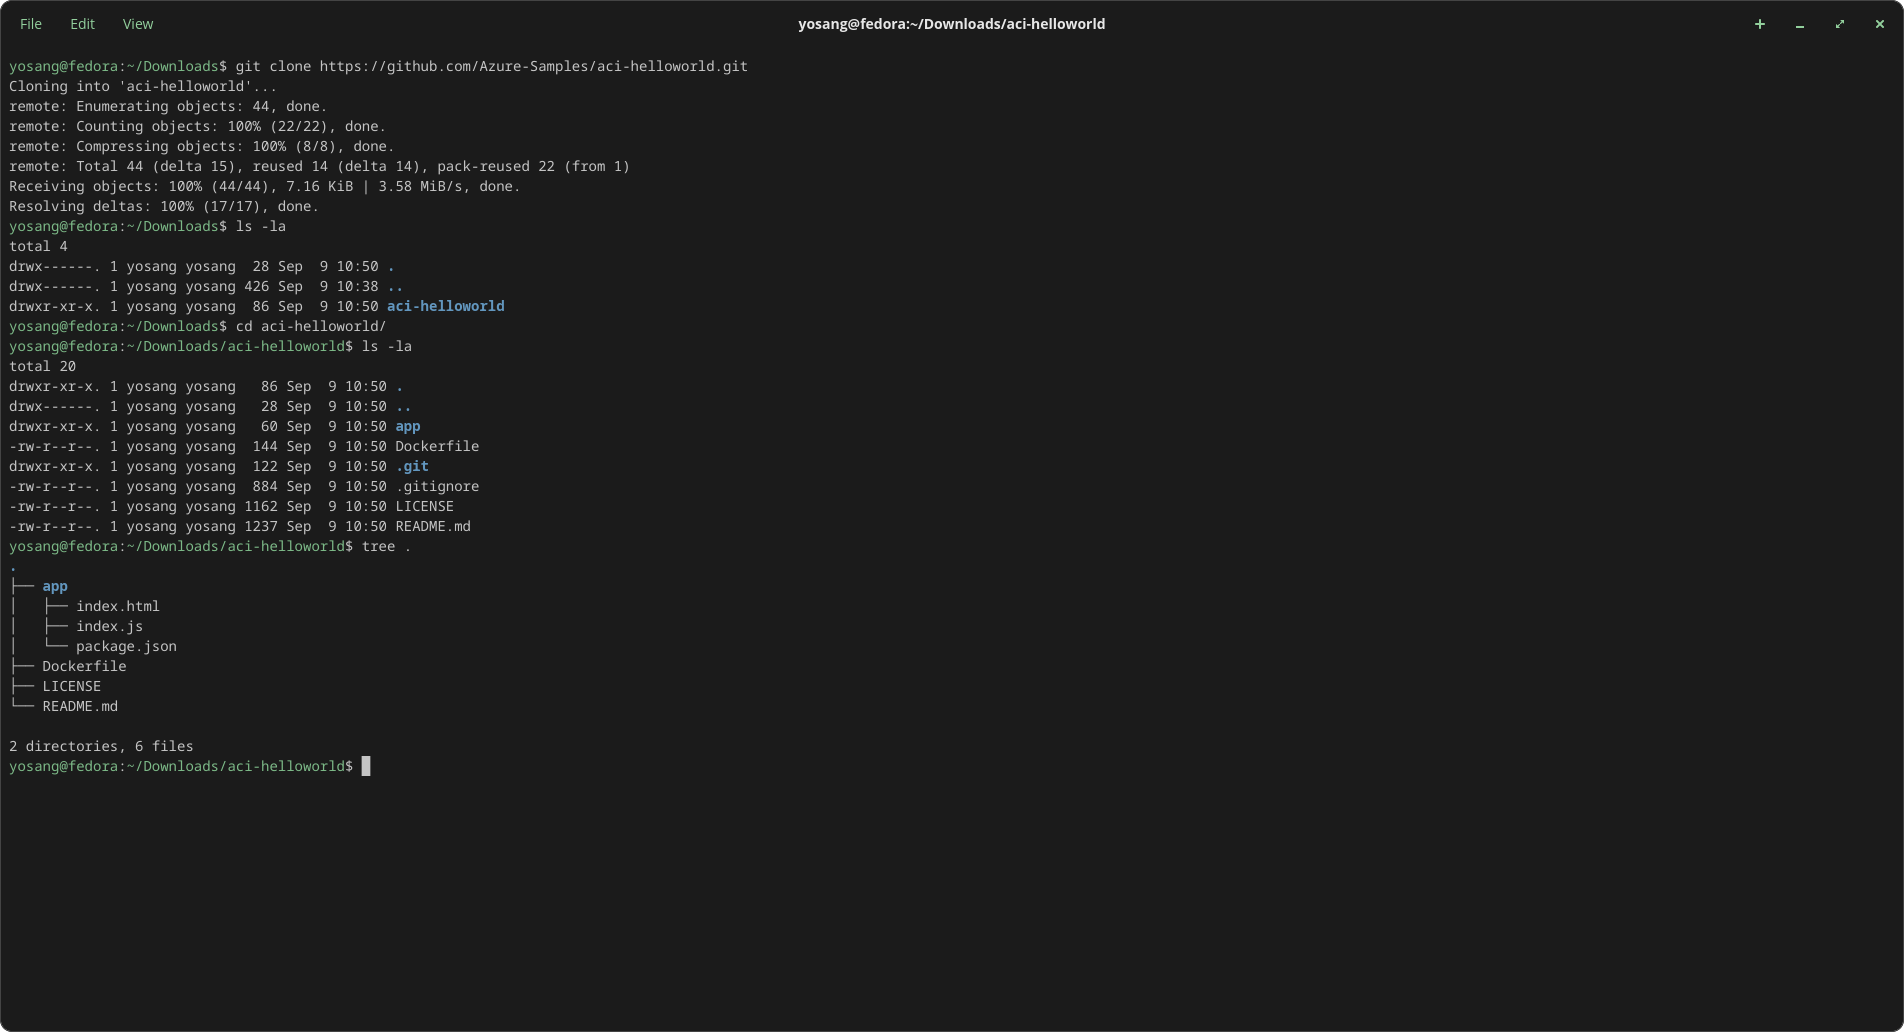 File Edit View yosang@fedora:~/Downloads/aci-helloworld
yosang@fedora:~/Downloads$ git clone https://github.com/Azure-Samples/aci-helloworld.git
Cloning into 'aci-helloworld'...
remote: Enumerating objects: 44, done.
remote: Counting objects: 100% (22/22), done.
remote: Compressing objects: 100% (8/8), done.
remote: Total 44 (delta 15), reused 14 (delta 14), pack-reused 22 (from 1)
Receiving objects: 100% (44/44), 7.16 KiB | 3.58 MiB/s, done.
Resolving deltas: 100% (17/17), done.
yosang@fedora:~/Downloads$ ls -la
total 4
drwx------. 1 yosang yosang  28 Sep  9 10:50 .
drwx------. 1 yosang yosang 426 Sep  9 10:38 ..
drwxr-xr-x. 1 yosang yosang  86 Sep  9 10:50 aci-helloworld
yosang@fedora:~/Downloads$ cd aci-helloworld/
yosang@fedora:~/Downloads/aci-helloworld$ ls -la
total 20
drwxr-xr-x. 1 yosang yosang   86 Sep  9 10:50 .
drwx------. 1 yosang yosang   28 Sep  9 10:50 ..
drwxr-xr-x. 1 yosang yosang   60 Sep  9 10:50 app
-rw-r--r--. 1 yosang yosang  144 Sep  9 10:50 Dockerfile
drwxr-xr-x. 1 yosang yosang  122 Sep  9 10:50 .git
-rw-r--r--. 1 yosang yosang  884 Sep  9 10:50 .gitignore
-rw-r--r--. 1 yosang yosang 1162 Sep  9 10:50 LICENSE
-rw-r--r--. 1 yosang yosang 1237 Sep  9 10:50 README.md
yosang@fedora:~/Downloads/aci-helloworld$ tree .
.
├── app
│   ├── index.html
│   ├── index.js
│   └── package.json
├── Dockerfile
├── LICENSE
└── README.md
2 directories, 6 files
yosang@fedora:~/Downloads/aci-helloworld$